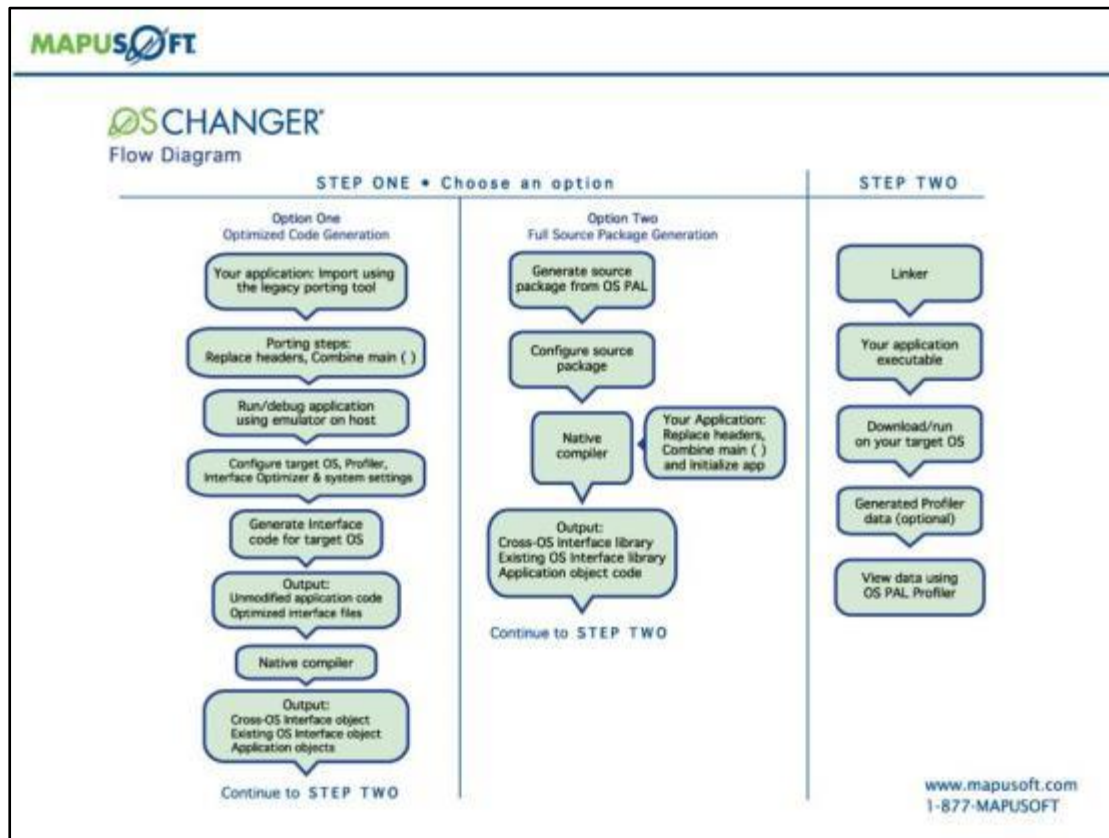 MAPUSOFT
OS CHANGER
Flow Diagram
STEP ONE • Choose an option
Option One
Optimized Code Generation
Your application: Import using
the legacy porting tool
Porting steps:
Replace headers, Combine main ( )
Run/debug application
using emulator on host
Configure target OS, Profiler,
Interface Optimizer & system settings
Generate Interface
code for target OS
Output:
Unmodified application code
Optimized interface files
Native compiler
Output:
Cross-OS Interface object
Existing OS Interface object
Application objects
Continue to STEP TWO
Option Two
Full Source Package Generation
Generate source
package from OS PAL
Configure source
package
Native
compiler
Your Application:
Replace headers,
Combine main ( )
and Initialize app
Output:
Cross-OS Interface library
Existing OS Interface library
Application object code
Continue to STEP TWO
STEP TWO
Linker
Your application
executable
Download/run
on your target OS
Generated Profiler
data (optional)
View data using
OS PAL Profiler
www.mapusoft.com
1-877-MAPUSOFT